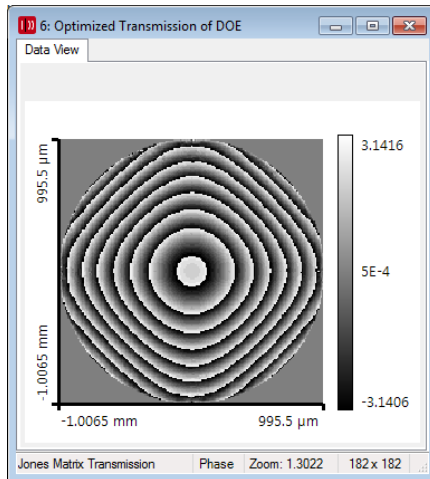 6: Optimized Transmission of DOE
Data View
995.5 µm
-1.0065 mm
3.1416
5E-4
-3.1406
-1.0065 mm
995.5 µm
Jones Matrix Transmission
Phase
Zoom: 1.3022
182 x 182